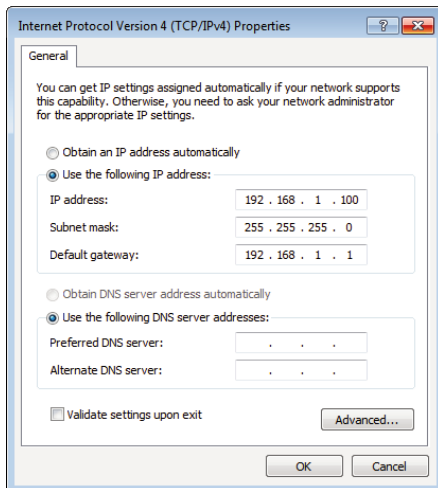 Internet Protocol Version 4 (TCP/IPv4) Properties
General
You can get IP settings assigned automatically if your network supports
this capability. Otherwise, you need to ask your network administrator
for the appropriate IP settings.
Obtain an IP address automatically
Use the following IP address:
IP address: 192 . 168 . 1 . 100
Subnet mask: 255 . 255 . 255 . 0
Default gateway: 192 . 168 . 1 . 1
Obtain DNS server address automatically
Use the following DNS server addresses:
Preferred DNS server: . . .
Alternate DNS server: . . .
Validate settings upon exit
Advanced...
OK Cancel